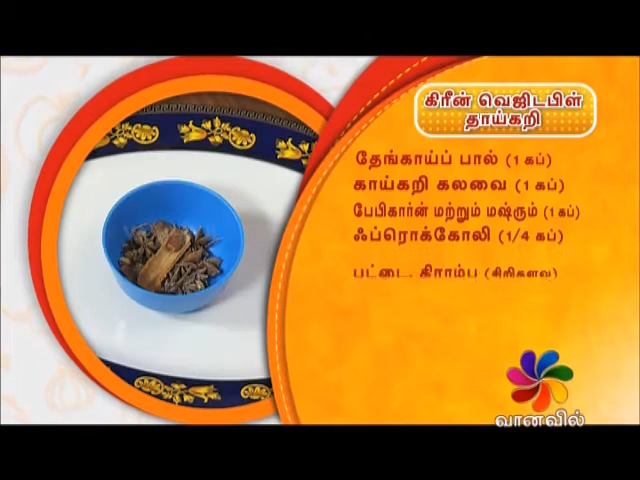 கிரீன் வெஜிடபிள்
தாய்கறி
தேங்காய்ப் பால் (1 கப்)
காய்கறி கலவை (1 கப்)
பேபிகார்ன் மற்றும் மஷ்ரும் (1 கப்)
ஃப்ரொக்கோலி (1/4 கப்)
பட்டை, கிராம்பு (சிறிதளவு)
வானவில்